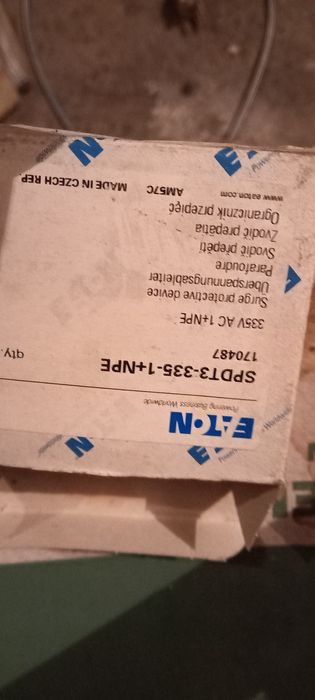 EATON
Powering Business Worldwide
SPDT3-335-1+NPE
170487
qty.
335V AC 1+NPE
Surge protective device
Überspannungsableiter
Parafoudre
Svodič přepětí
Zvodič prepätia
Ogranicznik przepięć
www.eaton.com AM57C MADE IN CZECH REP.